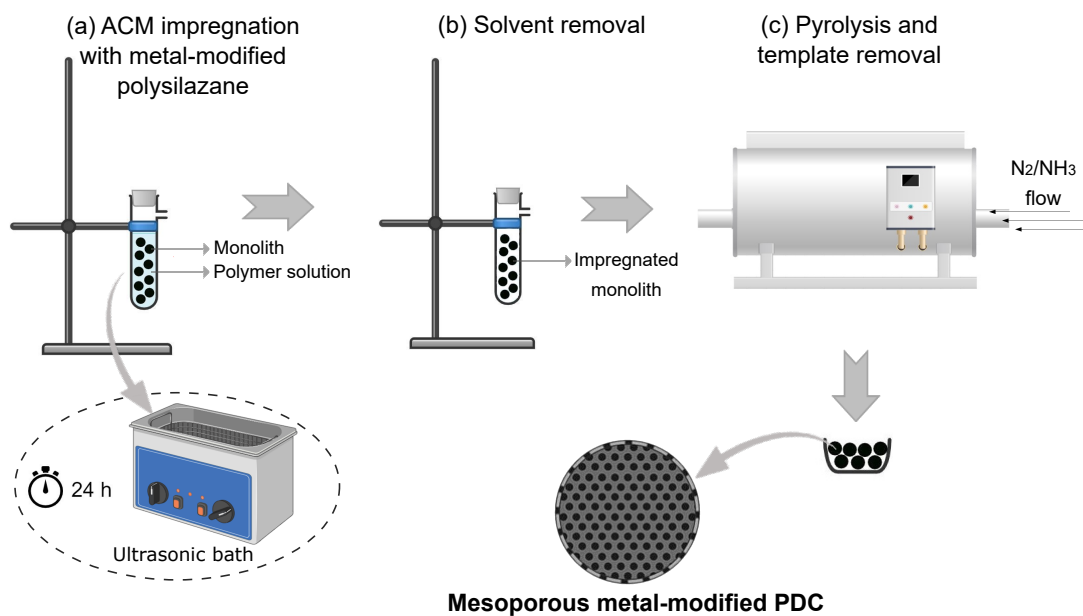 (a) ACM impregnation
with metal-modified
polysilazane
(b) Solvent removal
(c) Pyrolysis and
template removal
N2/NH3
flow
Monolith
Polymer solution
Impregnated
monolith
24 h
Ultrasonic bath
Mesoporous metal-modified PDC